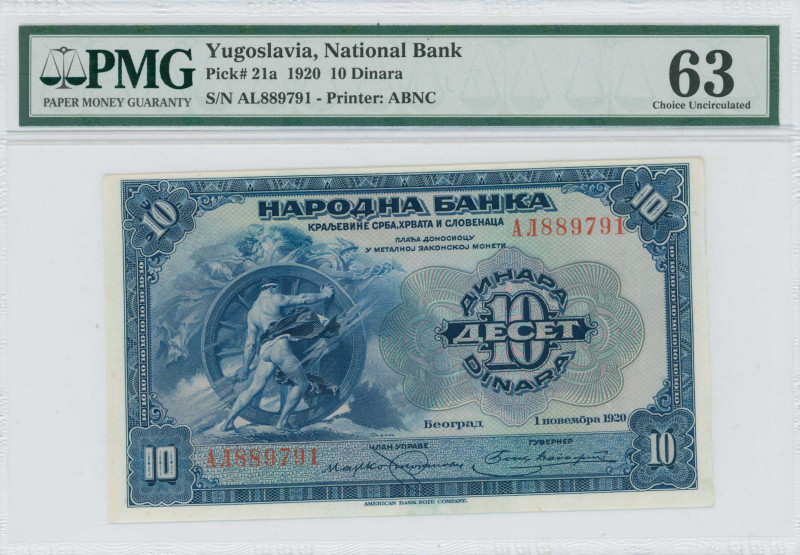 PMG
PAPER MONEY GUARANTY
Yugoslavia, National Bank
Pick# 21a 1920 10 Dinara
S/N AL889791 - Printer: ABNC
63
Choice Uncirculated
10
10
НАРОДНА БАНКА
КРАЉЕВИНЕ СРБА, ХРВАТА И СЛОВЕНАЦА
АЛ889791
ПЛАЋА ДОНОСИОЦУ
У МЕТАЛНОЈ ЗАКОНСКОЈ МОНЕТИ
ДИНАРА
10
ДЕСЕТ
DINARA
Београд 1 новембра 1920
ЧЛАН УПРАВЕ
ГУВЕРНЕР
10
АЛ889791
10
AMERICAN BANK NOTE COMPANY.